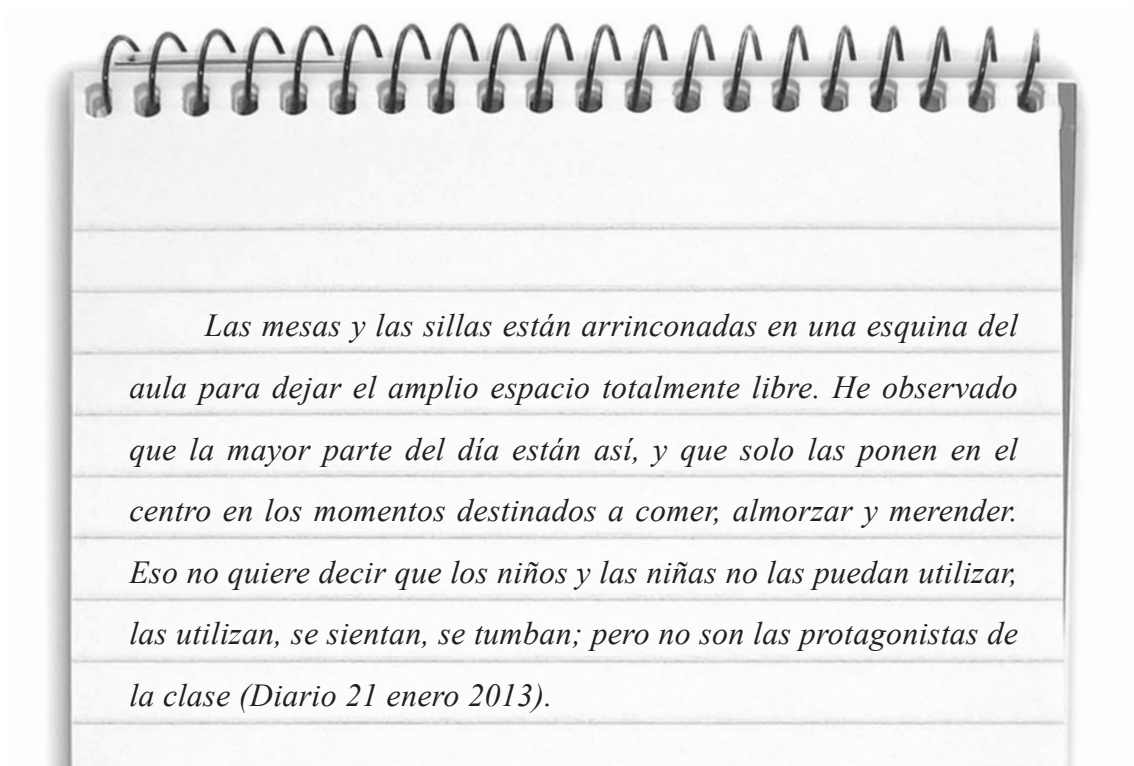 Las mesas y las sillas están arrinconadas en una esquina del
aula para dejar el amplio espacio totalmente libre. He observado
que la mayor parte del día están así, y que solo las ponen en el
centro en los momentos destinados a comer, almorzar y merender.
Eso no quiere decir que los niños y las niñas no las puedan utilizar,
las utilizan, se sientan, se tumban; pero no son las protagonistas de
la clase (Diario 21 enero 2013).